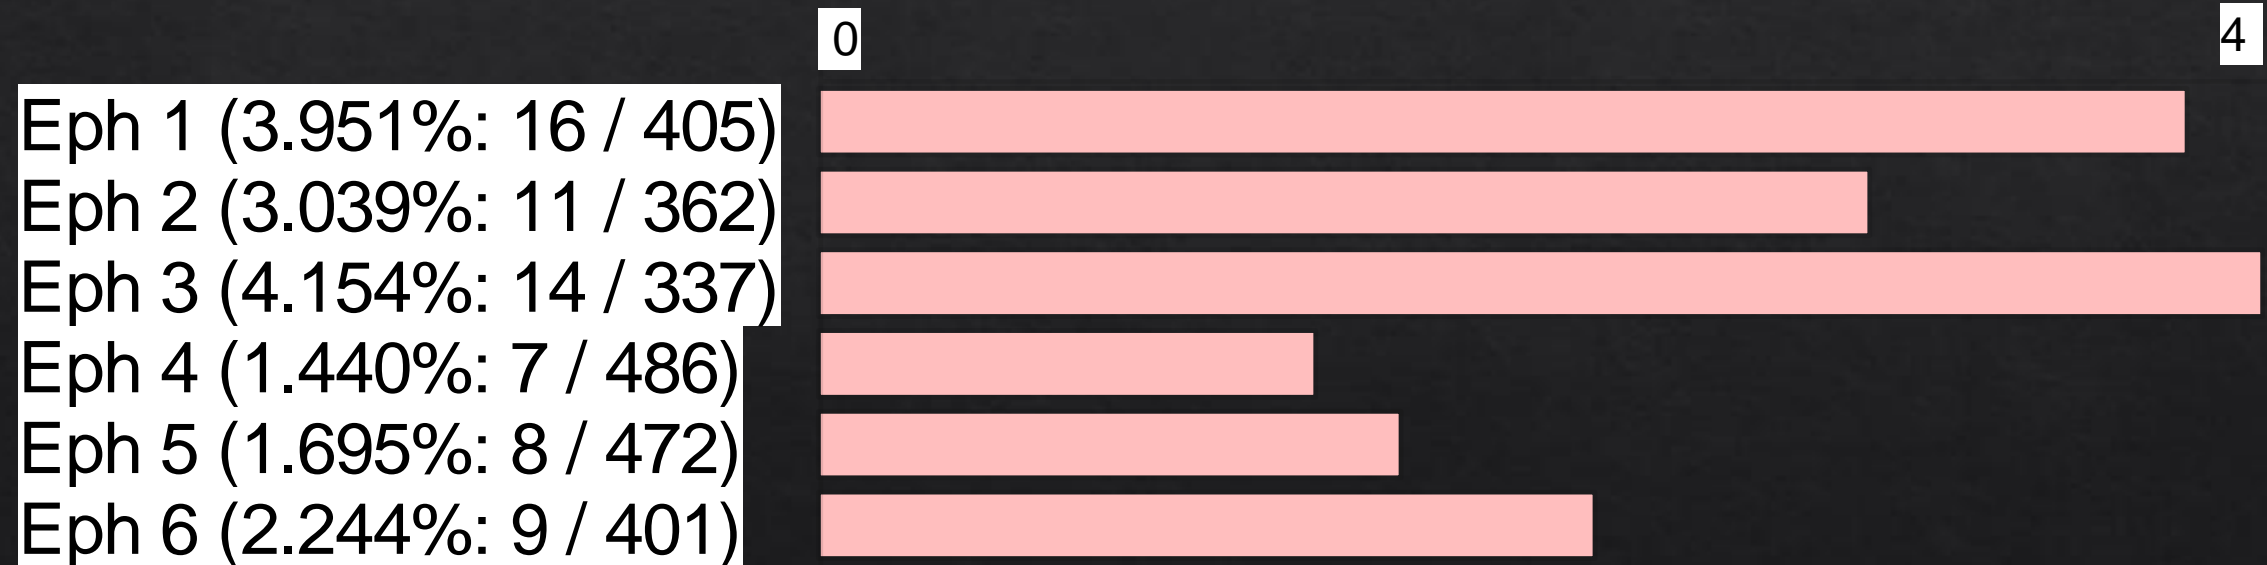 0 4
Eph 1 (3.951%: 16 / 405)
Eph 2 (3.039%: 11 / 362)
Eph 3 (4.154%: 14 / 337)
Eph 4 (1.440%: 7 / 486)
Eph 5 (1.695%: 8 / 472)
Eph 6 (2.244%: 9 / 401)